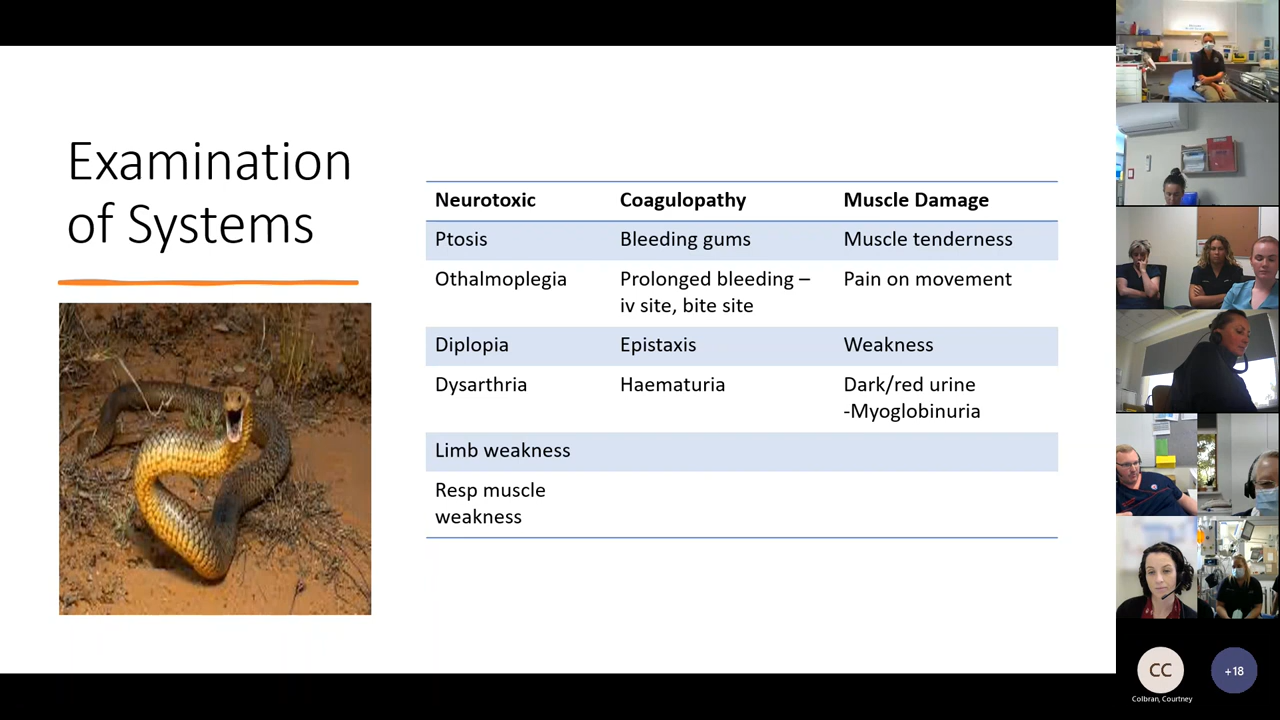 Examination
of Systems
Neurotoxic Coagulopathy Muscle Damage
Ptosis Bleeding gums Muscle tenderness
Othalmoplegia Prolonged bleeding – Pain on movement
iv site, bite site
Diplopia Epistaxis Weakness
Dysarthria Haematuria Dark/red urine
-Myoglobinuria
Limb weakness
Resp muscle
weakness
CC
+18
Colbran, Courtney